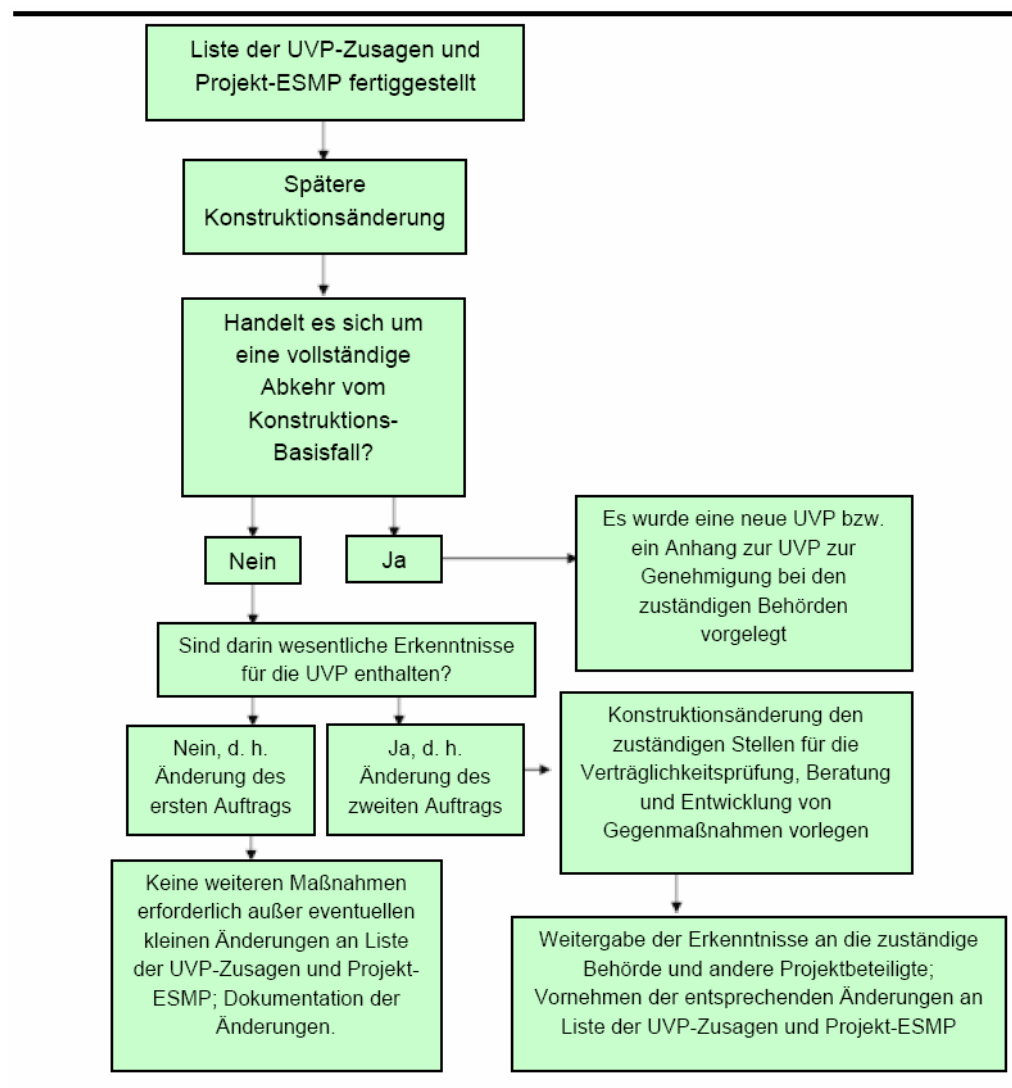 Liste der UVP-Zusagen und
Projekt-ESMP fertiggestellt
Spätere
Konstruktionsänderung
Handelt es sich um
eine vollständige
Abkehr vom
Konstruktions-
Basisfall?
Nein
Ja
Es wurde eine neue UVP bzw.
ein Anhang zur UVP zur
Genehmigung bei den
zuständigen Behörden
vorgelegt
Sind darin wesentliche Erkenntnisse
für die UVP enthalten?
Nein, d. h.
Änderung des
ersten Auftrags
Ja, d. h.
Änderung des
zweiten Auftrags
Konstruktionsänderung den
zuständigen Stellen für die
Verträglichkeitsprüfung, Beratung
und Entwicklung von
Gegenmaßnahmen vorlegen
Keine weiteren Maßnahmen
erforderlich außer eventuellen
kleinen Änderungen an Liste
der UVP-Zusagen und Projekt-
ESMP; Dokumentation der
Änderungen.
Weitergabe der Erkenntnisse an die zuständige
Behörde und andere Projektbeteiligte;
Vornehmen der entsprechenden Änderungen an
Liste der UVP-Zusagen und Projekt-ESMP